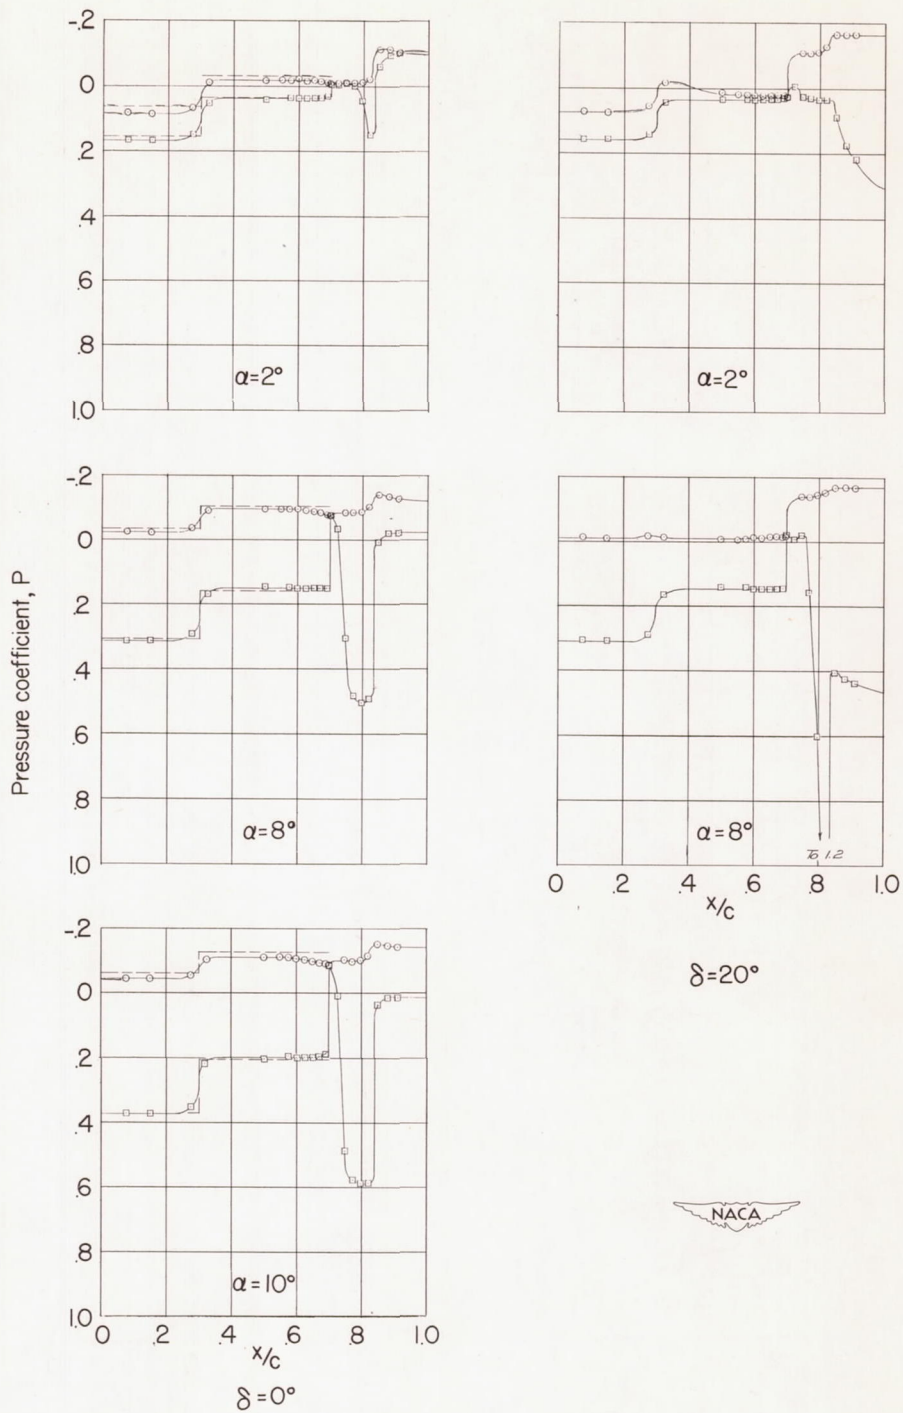 Pressure coefficient, P
-.2
0
.2
.4
.6
.8
1.0
α=2°
α=2°
-.2
0
.2
.4
.6
.8
1.0
α=8°
α=8°
To 1.2
0 .2 .4 .6 .8 1.0
x/c
δ=20°
-.2
0
.2
.4
.6
.8
1.0
α=10°
0 .2 .4 .6 .8 1.0
x/c
δ=0°
NACA